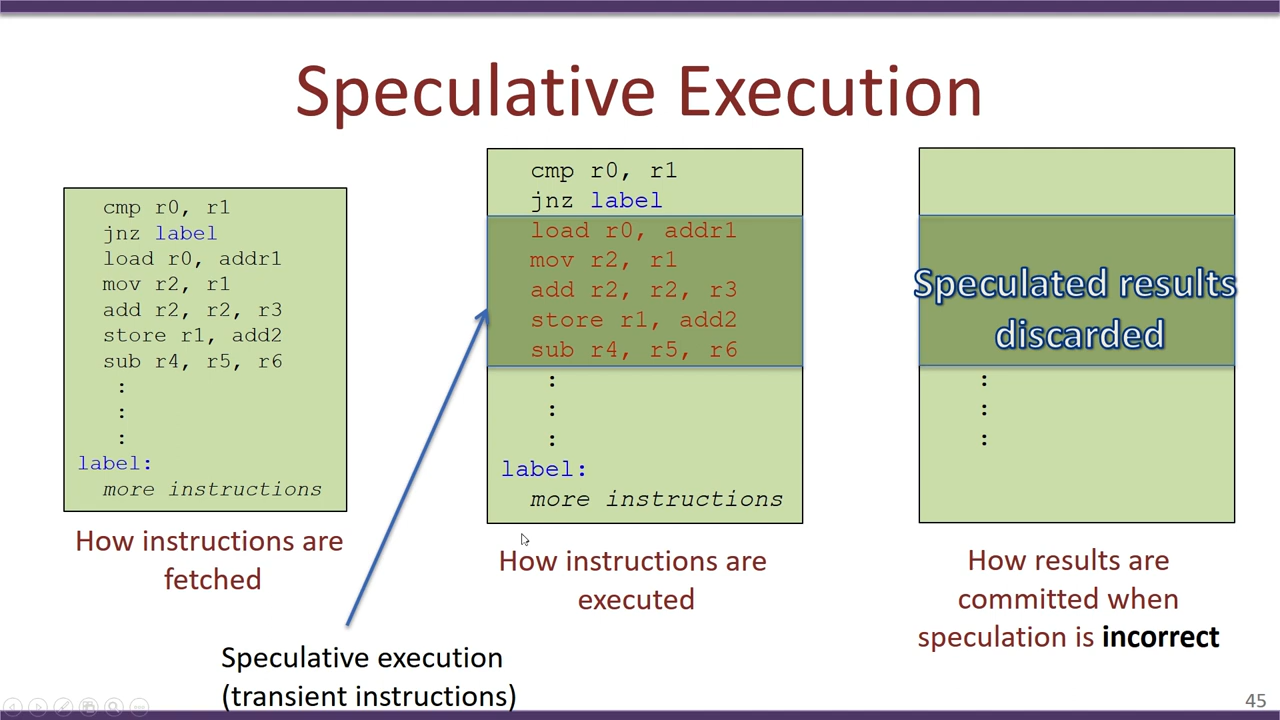 Speculative Execution
cmp r0, r1
jnz label
load r0, addr1
mov r2, r1
add r2, r2, r3
store r1, add2
sub r4, r5, r6
:
:
:
label:
more instructions
How instructions are
fetched
cmp r0, r1
jnz label
load r0, addr1
mov r2, r1
add r2, r2, r3
store r1, add2
sub r4, r5, r6
:
:
:
label:
more instructions
How instructions are
executed
Speculative execution
(transient instructions)
Speculated results
discarded
:
:
:
How results are
committed when
speculation is incorrect
45